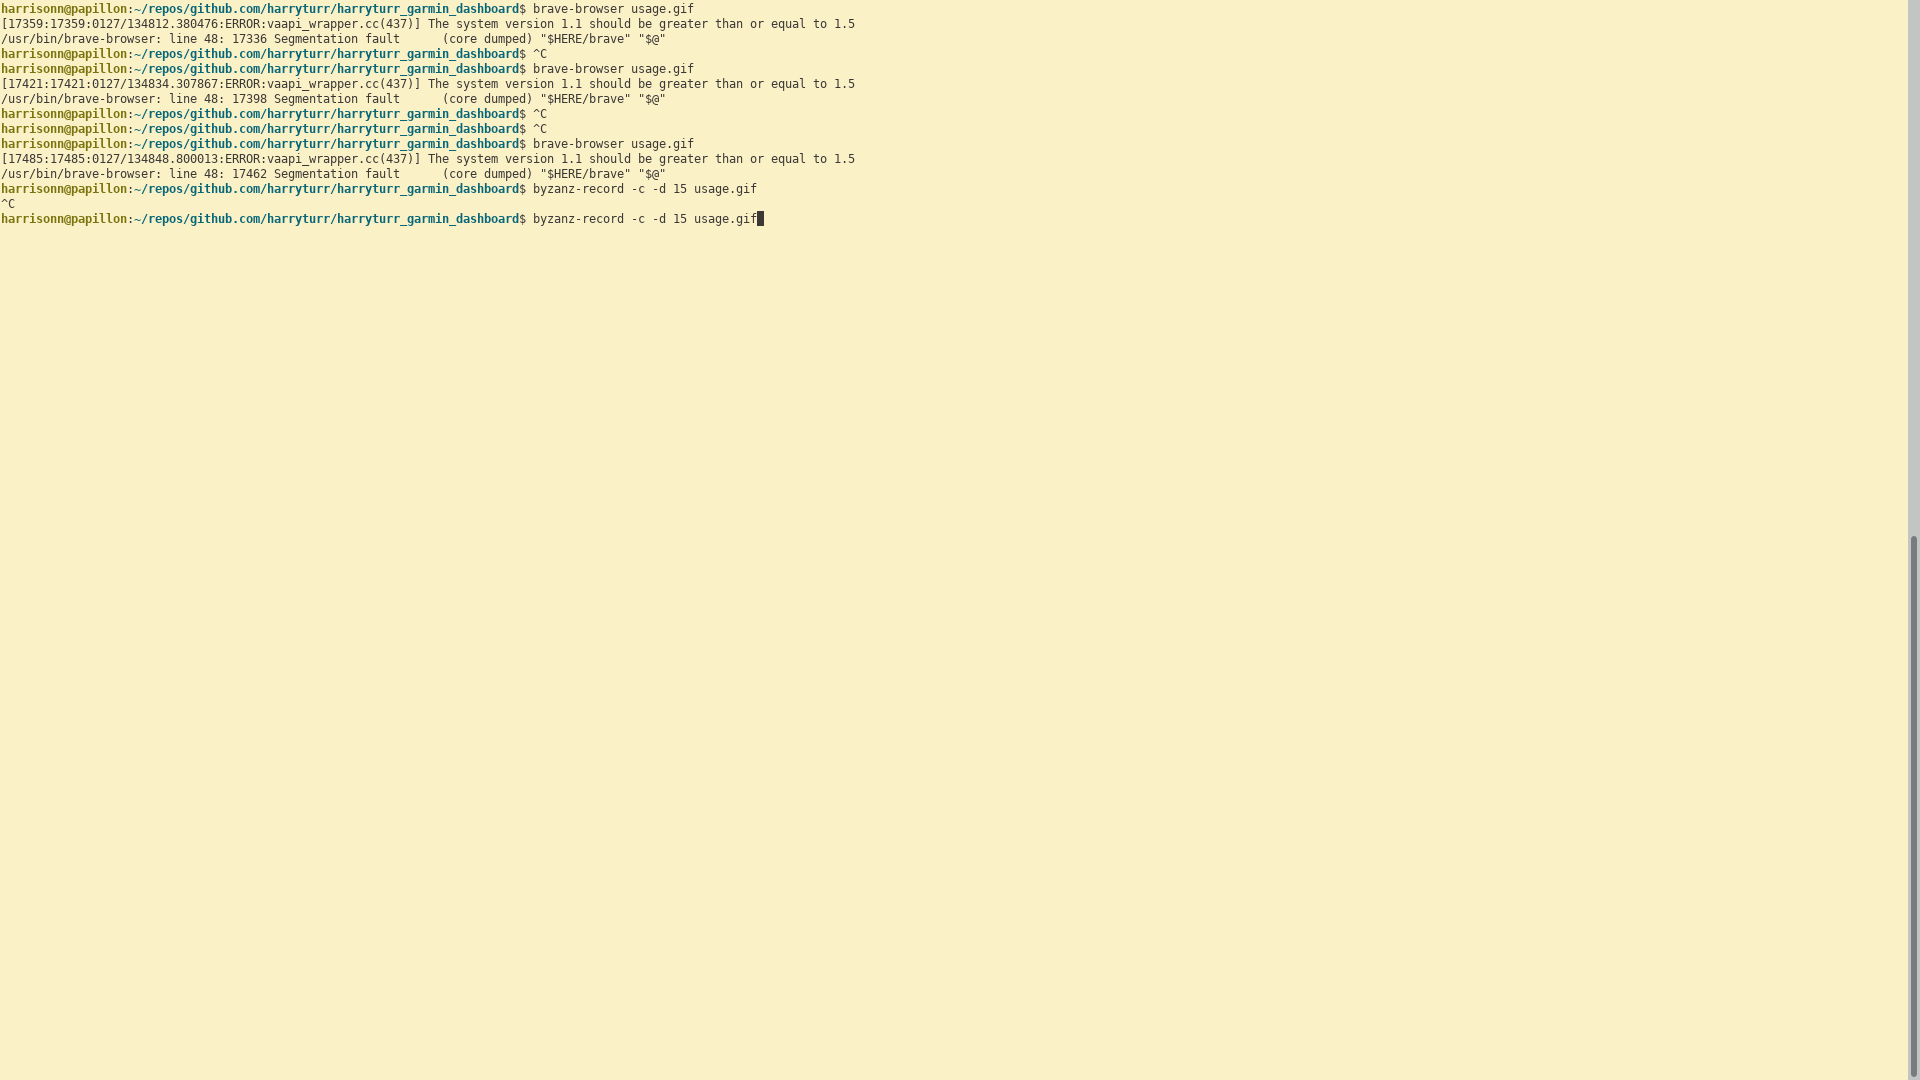 harrisonn@papillon:~/repos/github.com/harryturr/harryturr_garmin_dashboard$ brave-browser usage.gif
[17359:17359:0127/134812.380476:ERROR:vaapi_wrapper.cc(437)] The system version 1.1 should be greater than or equal to 1.5
/usr/bin/brave-browser: line 48: 17336 Segmentation fault      (core dumped) "$HERE/brave" "$@"
harrisonn@papillon:~/repos/github.com/harryturr/harryturr_garmin_dashboard$ ^C
harrisonn@papillon:~/repos/github.com/harryturr/harryturr_garmin_dashboard$ brave-browser usage.gif
[17421:17421:0127/134834.307867:ERROR:vaapi_wrapper.cc(437)] The system version 1.1 should be greater than or equal to 1.5
/usr/bin/brave-browser: line 48: 17398 Segmentation fault      (core dumped) "$HERE/brave" "$@"
harrisonn@papillon:~/repos/github.com/harryturr/harryturr_garmin_dashboard$ ^C
harrisonn@papillon:~/repos/github.com/harryturr/harryturr_garmin_dashboard$ ^C
harrisonn@papillon:~/repos/github.com/harryturr/harryturr_garmin_dashboard$ brave-browser usage.gif
[17485:17485:0127/134848.800013:ERROR:vaapi_wrapper.cc(437)] The system version 1.1 should be greater than or equal to 1.5
/usr/bin/brave-browser: line 48: 17462 Segmentation fault      (core dumped) "$HERE/brave" "$@"
harrisonn@papillon:~/repos/github.com/harryturr/harryturr_garmin_dashboard$ byzanz-record -c -d 15 usage.gif
^C
harrisonn@papillon:~/repos/github.com/harryturr/harryturr_garmin_dashboard$ byzanz-record -c -d 15 usage.gif